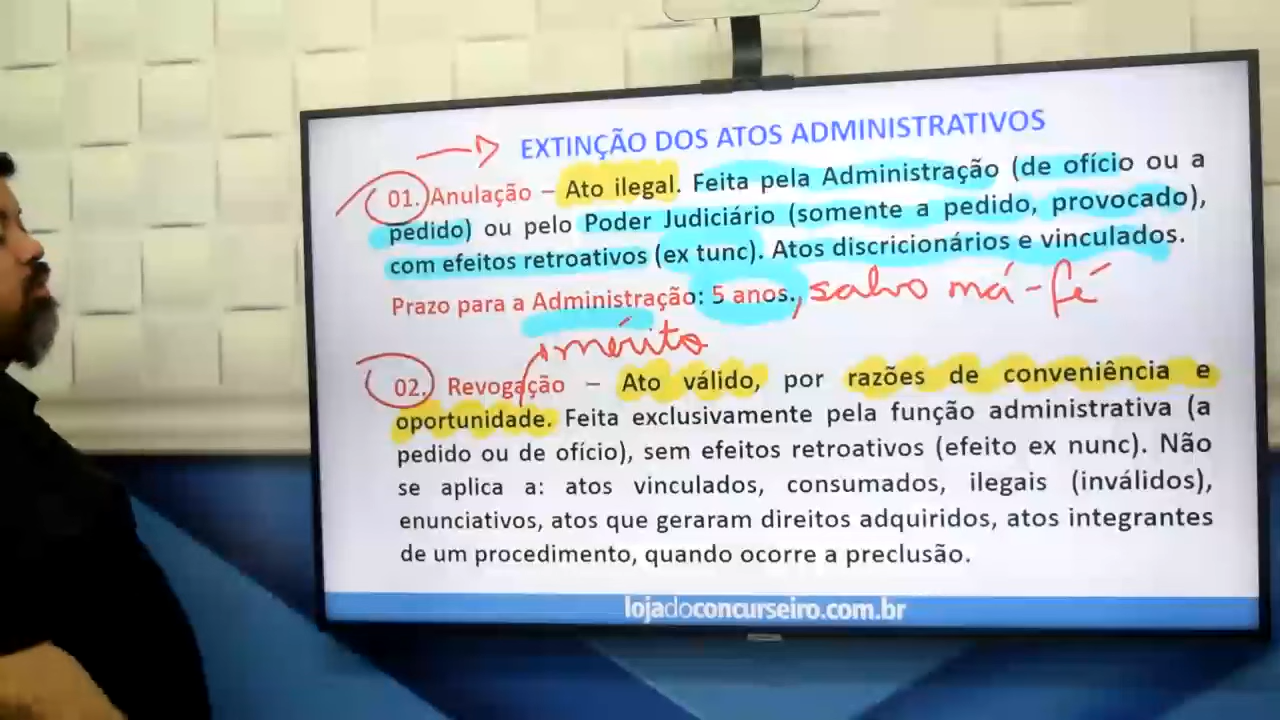 EXTINÇÃO DOS ATOS ADMINISTRATIVOS
01. Anulação – Ato ilegal. Feita pela Administração (de ofício ou a
pedido) ou pelo Poder Judiciário (somente a pedido, provocado),
com efeitos retroativos (ex tunc). Atos discricionários e vinculados.
Prazo para a Administração: 5 anos., salvo má-fé
mérito
02. Revogação – Ato válido, por razões de conveniência e
oportunidade. Feita exclusivamente pela função administrativa (a
pedido ou de ofício), sem efeitos retroativos (efeito ex nunc). Não
se aplica a: atos vinculados, consumados, ilegais (inválidos),
enunciativos, atos que geraram direitos adquiridos, atos integrantes
de um procedimento, quando ocorre a preclusão.
lojadoconcurseiro.com.br